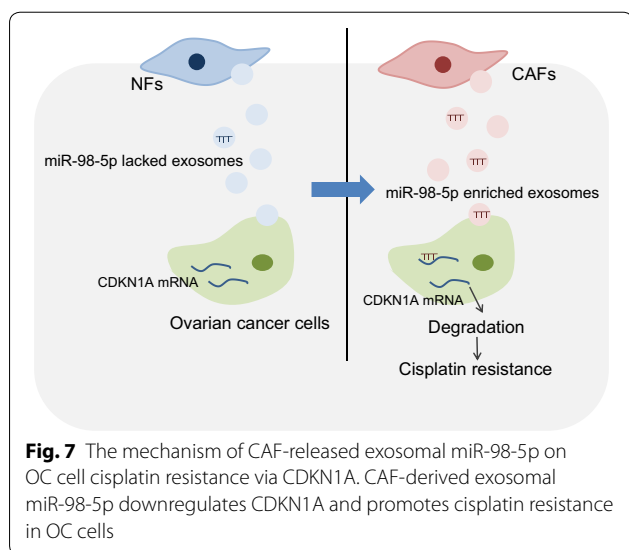 NFs
CAFs
miR-98-5p lacked exosomes
miR-98-5p enriched exosomes
CDKN1A mRNA
CDKN1A mRNA
Ovarian cancer cells
Degradation
Cisplatin resistance
Fig. 7 The mechanism of CAF-released exosomal miR-98-5p on
OC cell cisplatin resistance via CDKN1A. CAF-derived exosomal
miR-98-5p downregulates CDKN1A and promotes cisplatin resistance
in OC cells